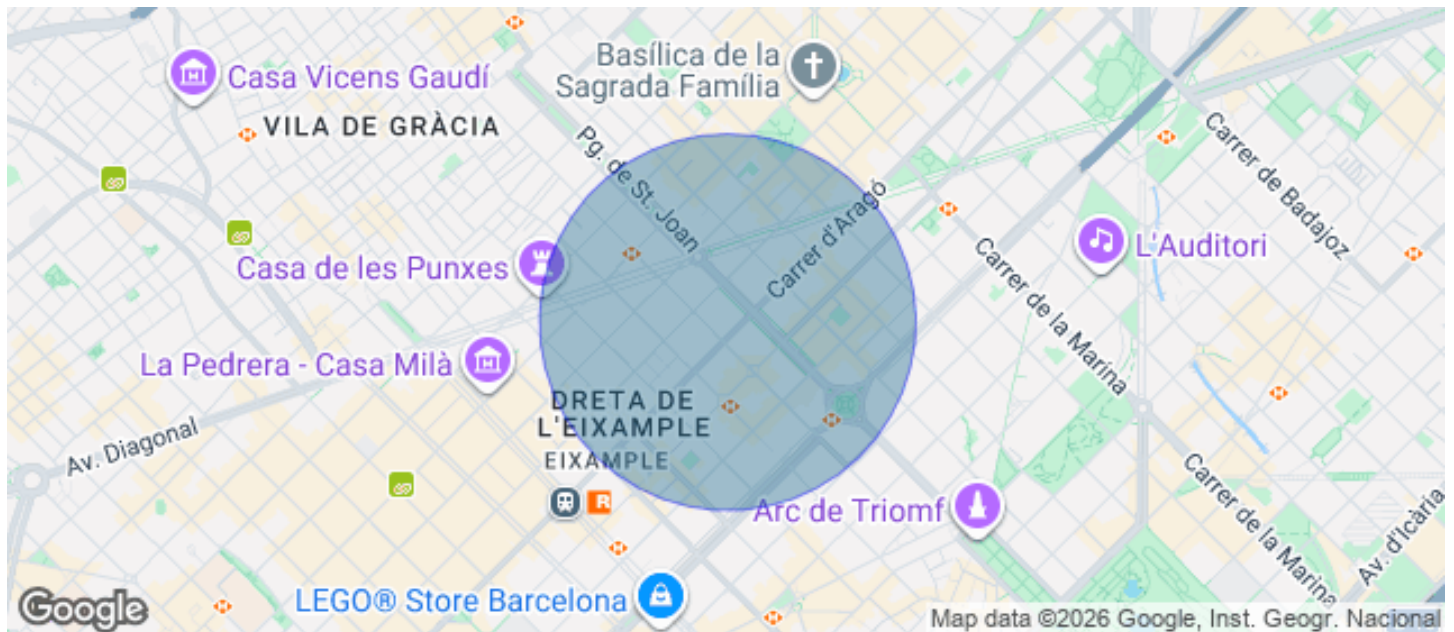 Basílica de la
Sagrada Família
Casa Vicens Gaudí
VILA DE GRÀCIA
Pg. de St. Joan
Carrer de Badajoz
Carrer d'Aragó
L'Auditori
Casa de les Punxes
Carrer de la Marina
La Pedrera - Casa Milà
DRETA DE
L'EIXAMPLE
EIXAMPLE
Av. Diagonal
R
Arc de Triomf
Carrer de la Marina
Av. d'Icària
LEGO® Store Barcelona
Google
Map data ©2026 Google, Inst. Geogr. Nacional